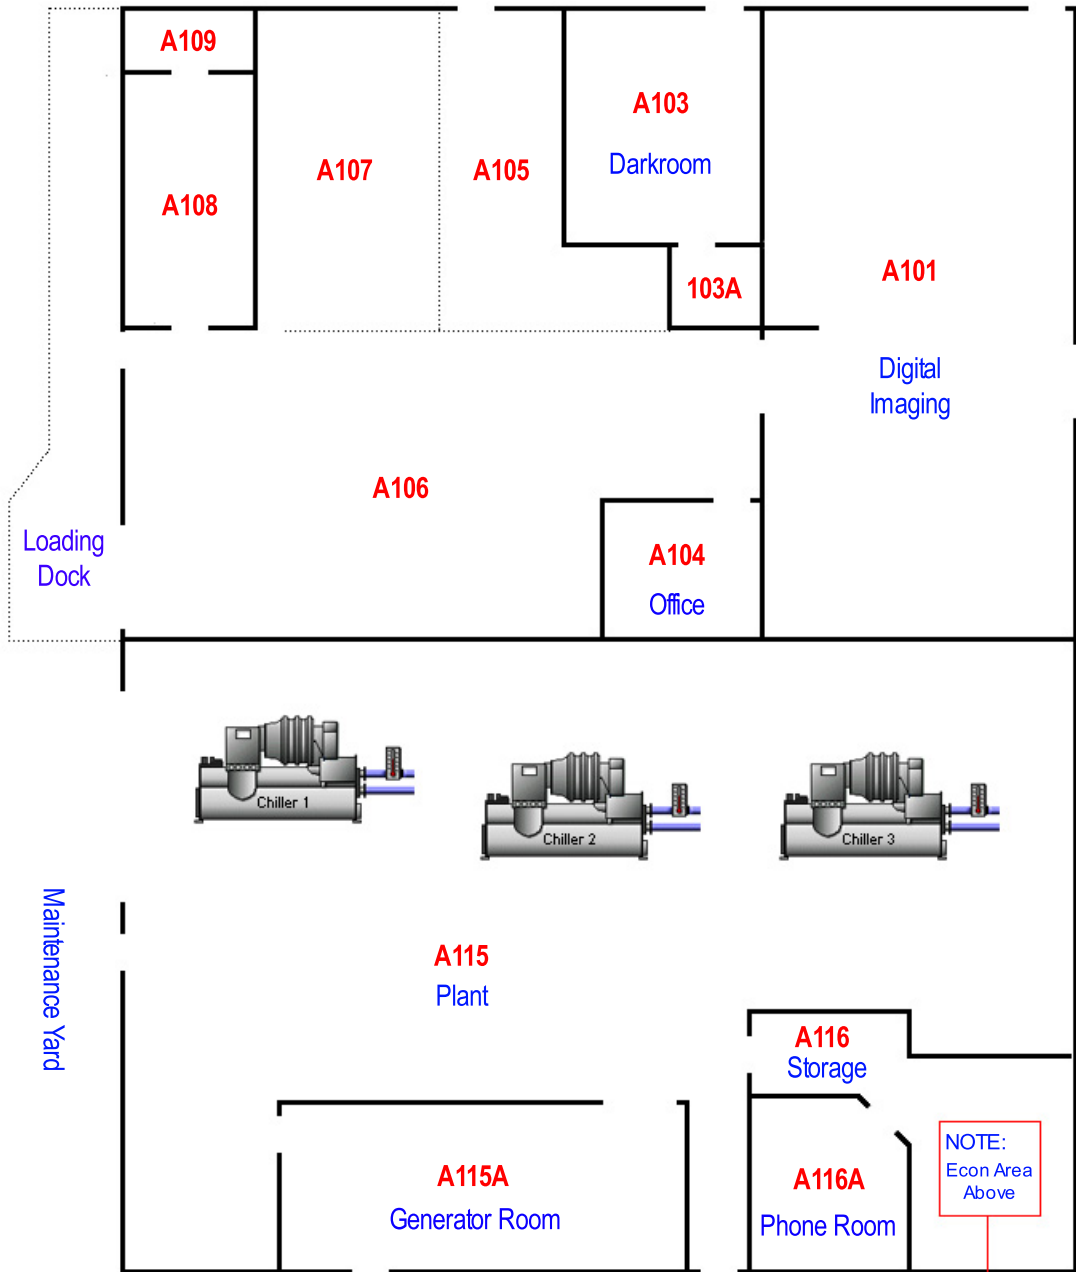 A109
A103
Darkroom
A107
A105
A108
A101
103A
Digital
Imaging
A106
Loading
Dock
A104
Office
Chiller 1
Chiller 2
Chiller 3
Maintenance Yard
A115
Plant
A116
Storage
A115A
Generator Room
A116A
Phone Room
NOTE:
Econ Area
Above